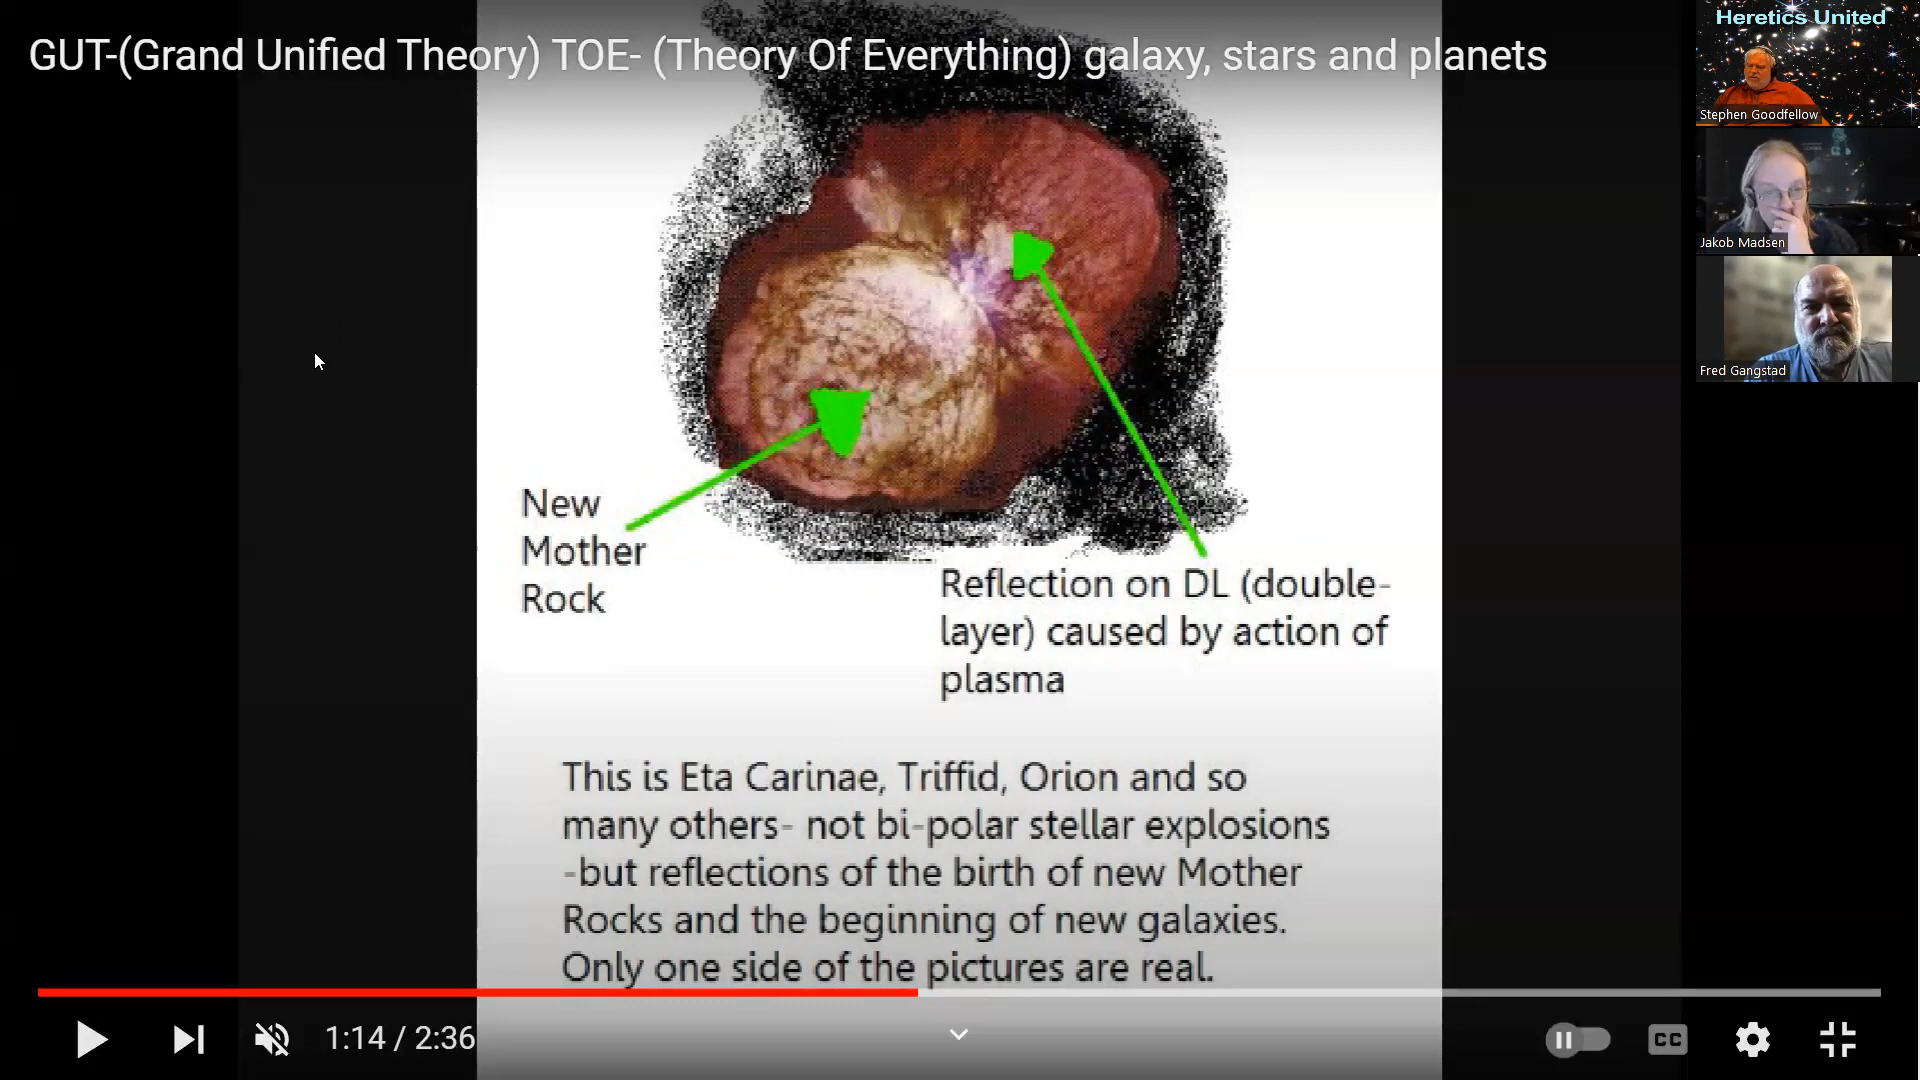 GUT-(Grand Unified Theory) TOE- (Theory Of Everything) galaxy, stars and planets
Heretics United
Stephen Goodfellow
Jakob Madsen
Fred Gangstad
New
Mother
Rock
Reflection on DL (double-
layer) caused by action of
plasma
This is Eta Carinae, Triffid, Orion and so
many others- not bi-polar stellar explosions
-but reflections of the birth of new Mother
Rocks and the beginning of new galaxies.
Only one side of the pictures are real.
1:14 / 2:36
CC